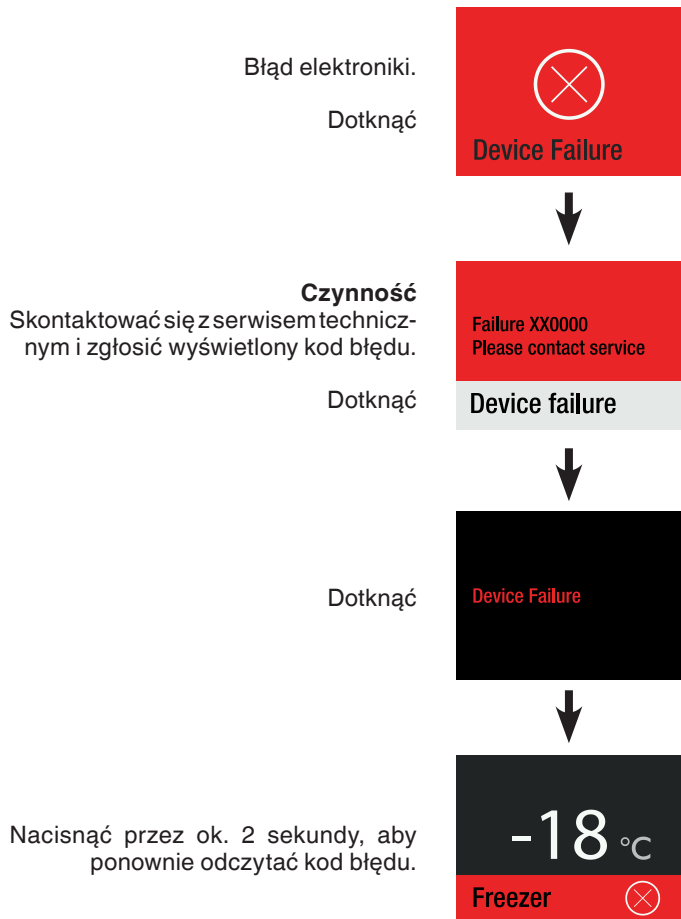 Błąd elektroniki.
Dotknąć
Device Failure
Czynność
Skontaktować się z serwisem technicz-
nym i zgłosić wyświetlony kod błędu.
Dotknąć
Failure XX0000
Please contact service
Device failure
Dotknąć
Device Failure
Nacisnąć przez ok. 2 sekundy, aby
ponownie odczytać kod błędu.
-18 °C
Freezer